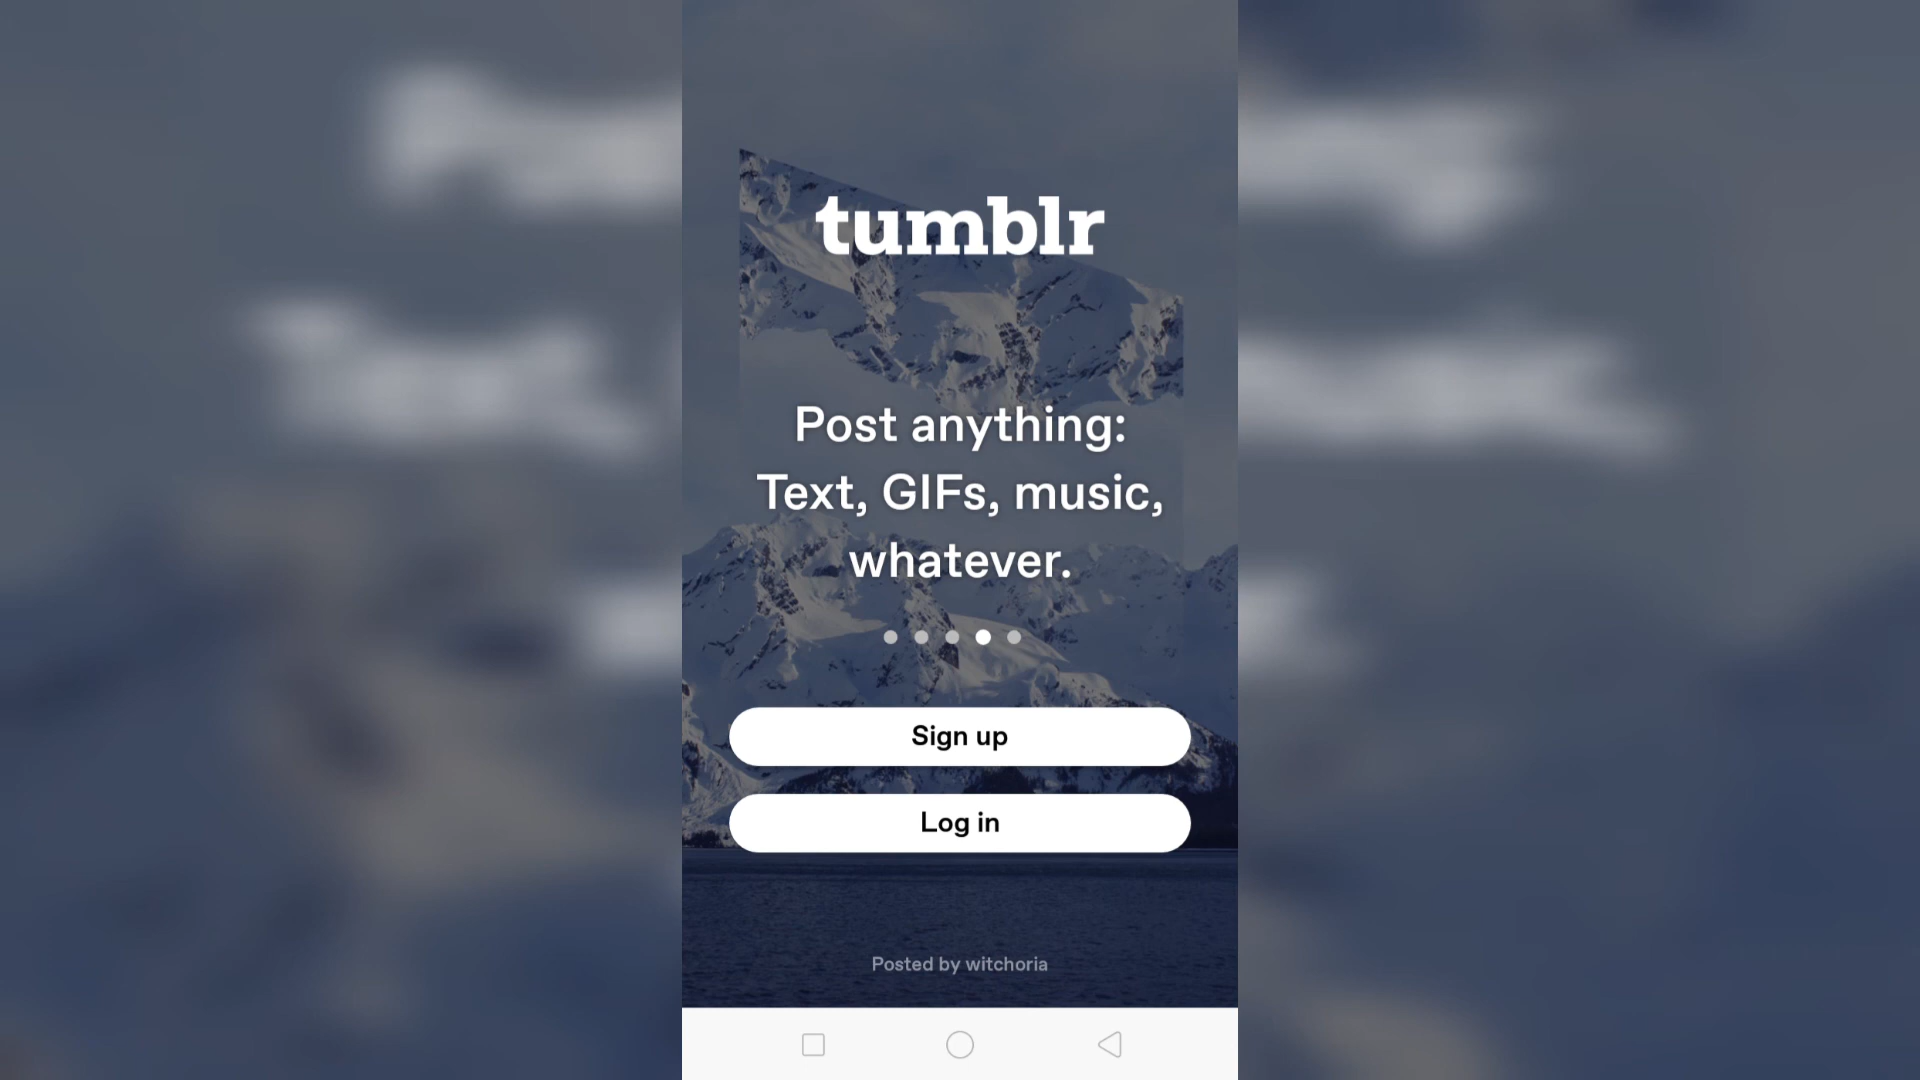 tumblr
Post anything:
Text, GIFs, music,
whatever.
Sign up
Log in
Posted by witchoria